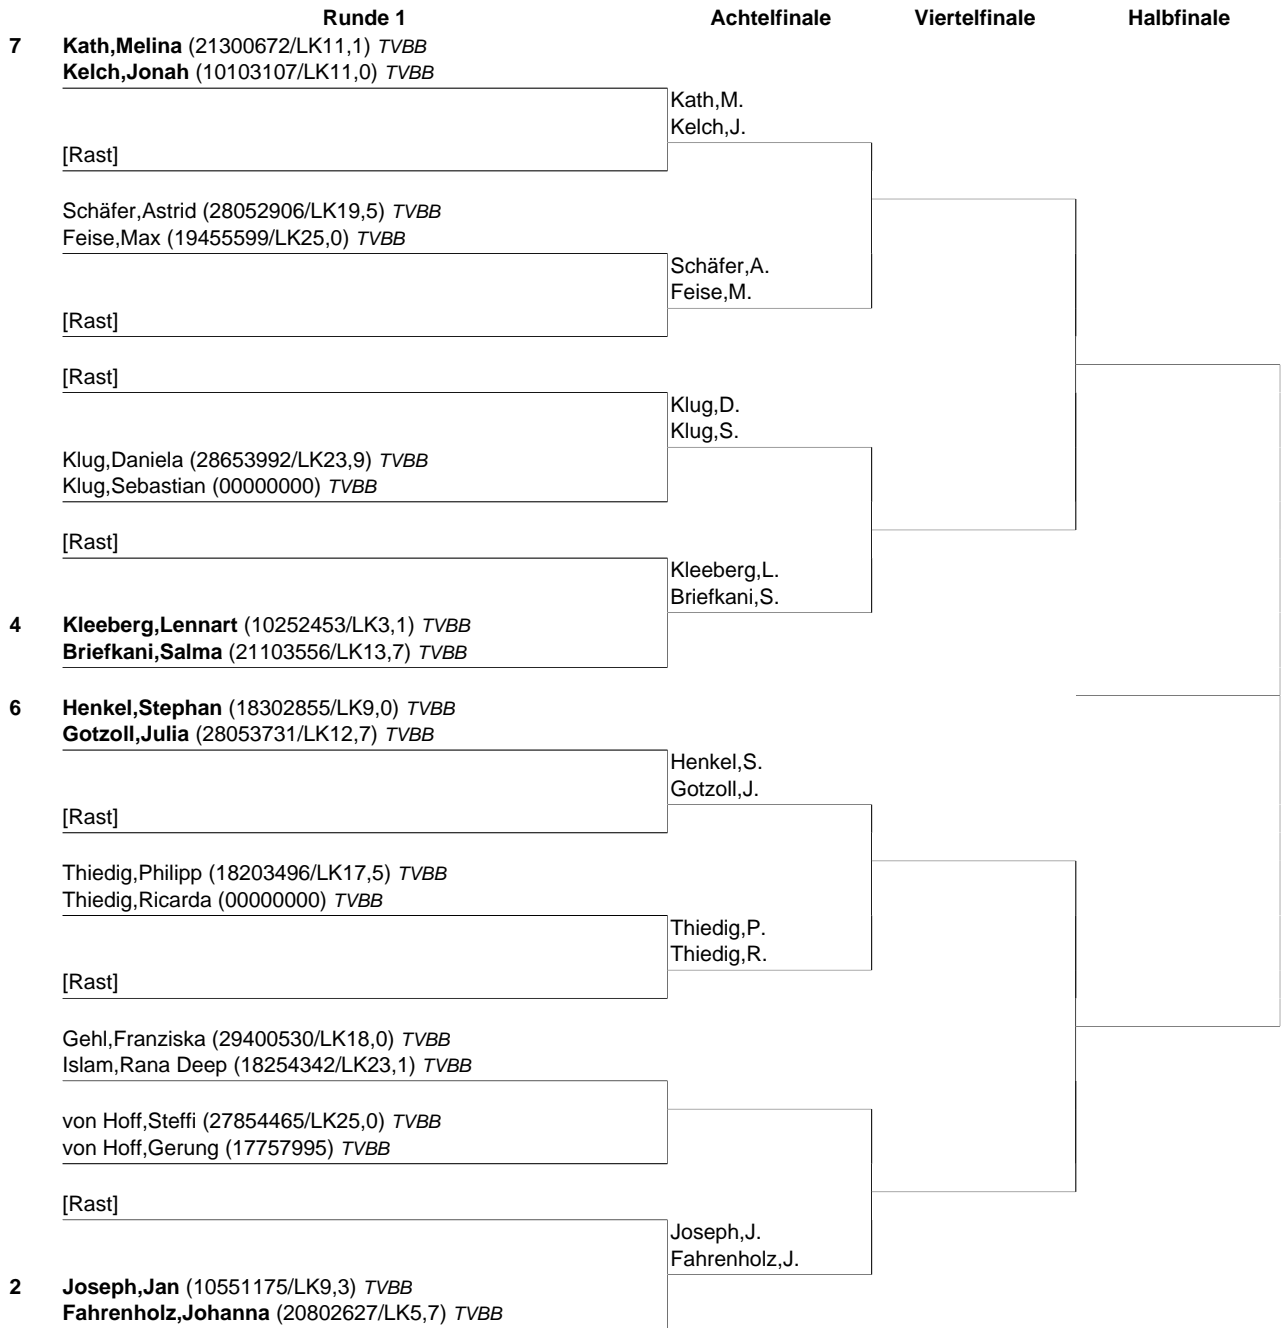 Runde 1 Achtelfinale Viertelfinale Halbfinale
7 Kath,Melina (21300672/LK11,1) TVBB
Kelch,Jonah (10103107/LK11,0) TVBB
Kath,M.
Kelch,J.
[Rast]
Schäfer,Astrid (28052906/LK19,5) TVBB
Feise,Max (19455599/LK25,0) TVBB
Schäfer,A.
Feise,M.
[Rast]
[Rast]
Klug,D.
Klug,S.
Klug,Daniela (28653992/LK23,9) TVBB
Klug,Sebastian (00000000) TVBB
[Rast]
Kleeberg,L.
Briefkani,S.
4 Kleeberg,Lennart (10252453/LK3,1) TVBB
Briefkani,Salma (21103556/LK13,7) TVBB
6 Henkel,Stephan (18302855/LK9,0) TVBB
Gotzoll,Julia (28053731/LK12,7) TVBB
Henkel,S.
Gotzoll,J.
[Rast]
Thiedig,Philipp (18203496/LK17,5) TVBB
Thiedig,Ricarda (00000000) TVBB
Thiedig,P.
Thiedig,R.
[Rast]
Gehl,Franziska (29400530/LK18,0) TVBB
Islam,Rana Deep (18254342/LK23,1) TVBB
von Hoff,Steffi (27854465/LK25,0) TVBB
von Hoff,Gerung (17757995) TVBB
[Rast]
Joseph,J.
Fahrenholz,J.
2 Joseph,Jan (10551175/LK9,3) TVBB
Fahrenholz,Johanna (20802627/LK5,7) TVBB